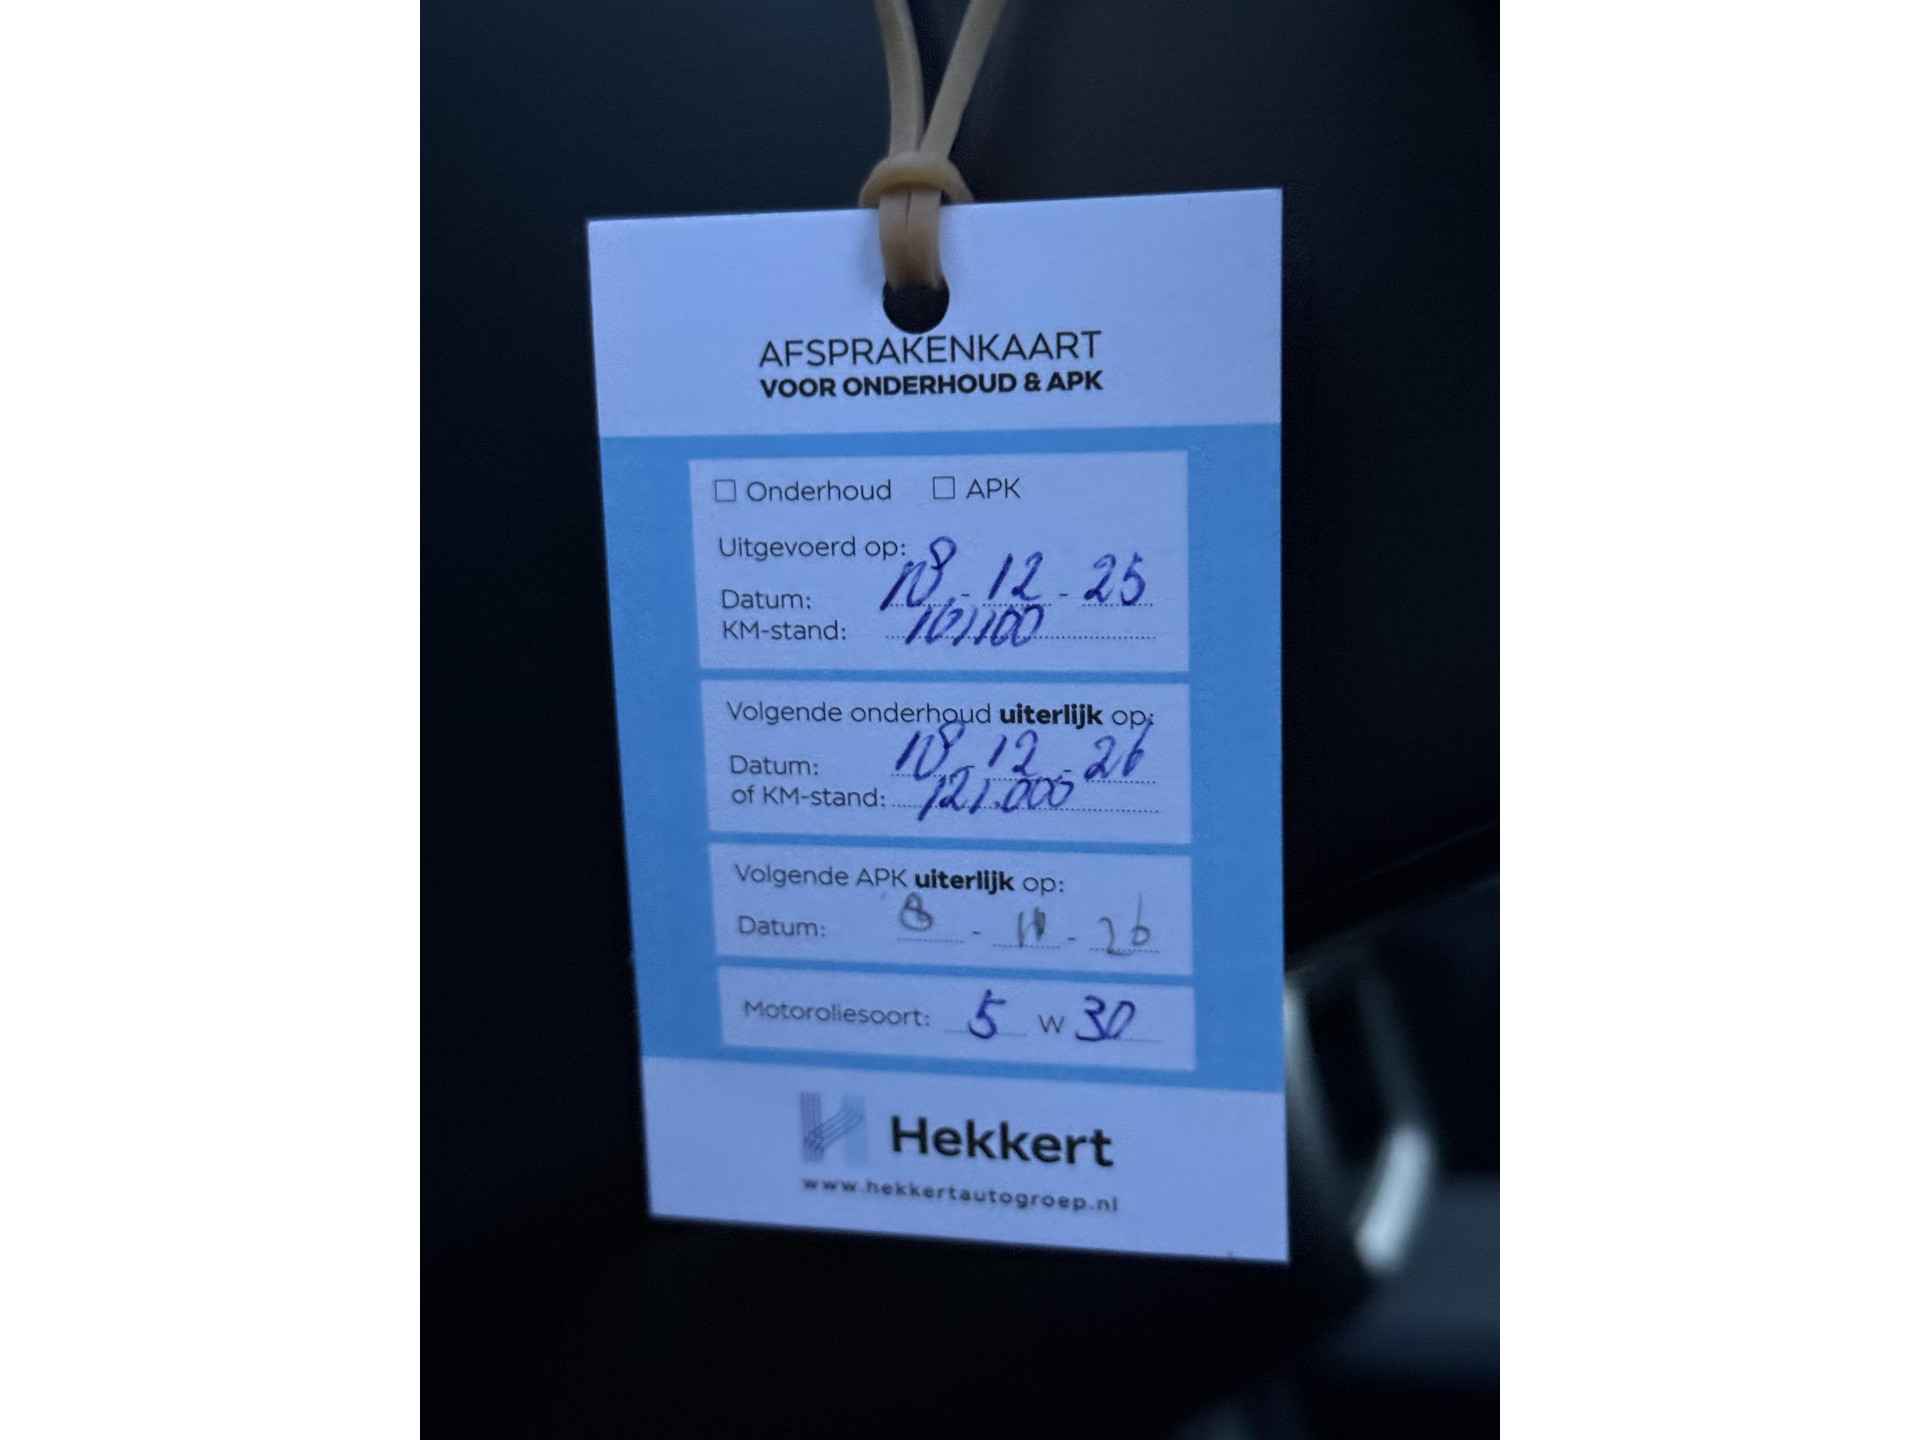 AFSPRAKENKAART
VOOR ONDERHOUD & APK
☐ Onderhoud ☐ APK
Uitgevoerd op:
Datum: 18 - 12 - 25
KM-stand: 101100
Volgende onderhoud uiterlijk op:
Datum: 18 - 12 - 26
of KM-stand: 121.000
Volgende APK uiterlijk op:
Datum: 8 - 11 - 26
Motoroliesoort: 5 W 30
Hekkert
www.hekkertautogroep.nl